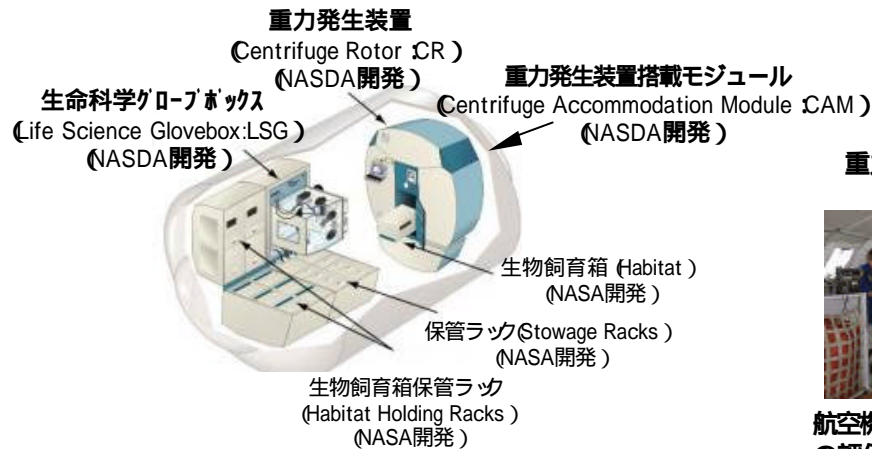 重力発生装置
(Centrifuge Rotor :CR )
(NASDA開発 )
生命科学グローブボックス
(Life Science Glovebox:LSG )
(NASDA開発 )
重力発生装置搭載モジュール
(Centrifuge Accommodation Module :CAM )
(NASDA開発 )
生物飼育箱 (Habitat )
(NASA開発 )
保管ラック(Stowage Racks )
(NASA開発 )
生物飼育箱保管ラック
(Habitat Holding Racks )
(NASA開発 )
重
航空機